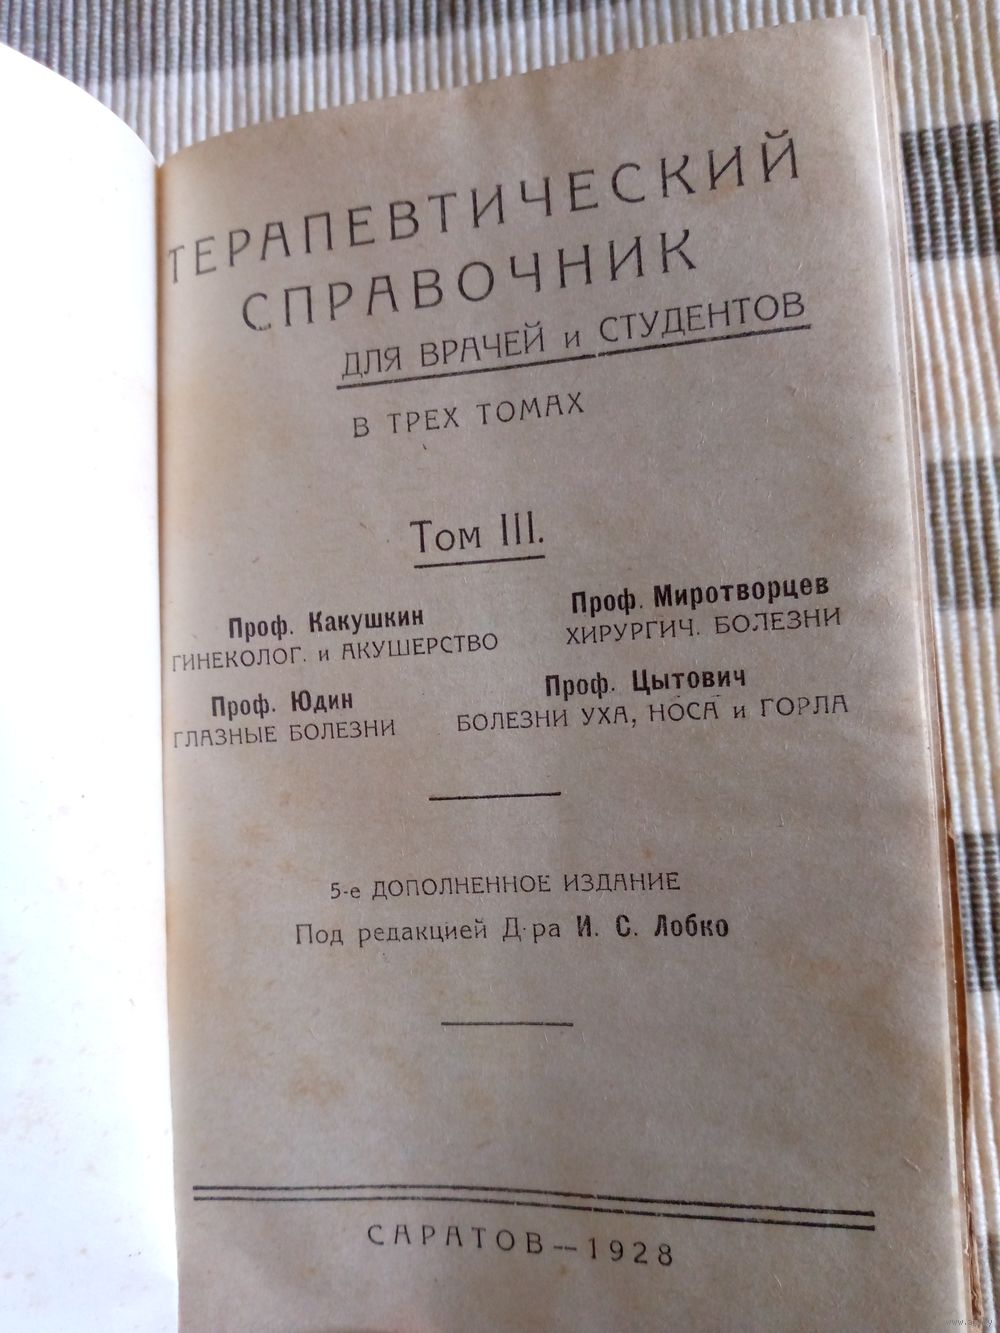 ТЕРАПЕВТИЧЕСКИЙ
СПРАВОЧНИК
ДЛЯ ВРАЧЕЙ и СТУДЕНТОВ
В ТРЕХ ТОМАХ
Том III.
Проф. Какушкин
ГИНЕКОЛОГ. и АКУШЕРСТВО
Проф. Миротворцев
ХИРУРГИЧ. БОЛЕЗНИ
Проф. Юдин
ГЛАЗНЫЕ БОЛЕЗНИ
Проф. Цытович
БОЛЕЗНИ УХА, НОСА и ГОРЛА
5-е ДОПОЛНЕННОЕ ИЗДАНИЕ
Под редакцией Д-ра И. С. Лобко
САРАТОВ—1928